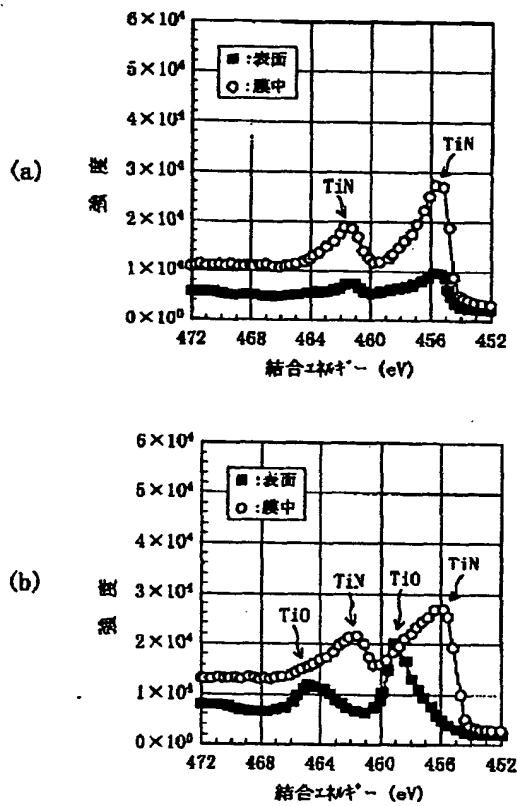 (a)
強度
6×10⁴
5×10⁴
4×10⁴
3×10⁴
2×10⁴
1×10⁴
0×10⁰
■:表面
○:膜中
TiN
TiN
472 468 464 460 456 452
結合エネルギー (eV)
(b)
強度
6×10⁴
5×10⁴
4×10⁴
3×10⁴
2×10⁴
1×10⁴
0×10⁰
■:表面
○:膜中
TiO
TiN
TiO
TiN
472 468 464 460 456 452
結合エネルギー (eV)